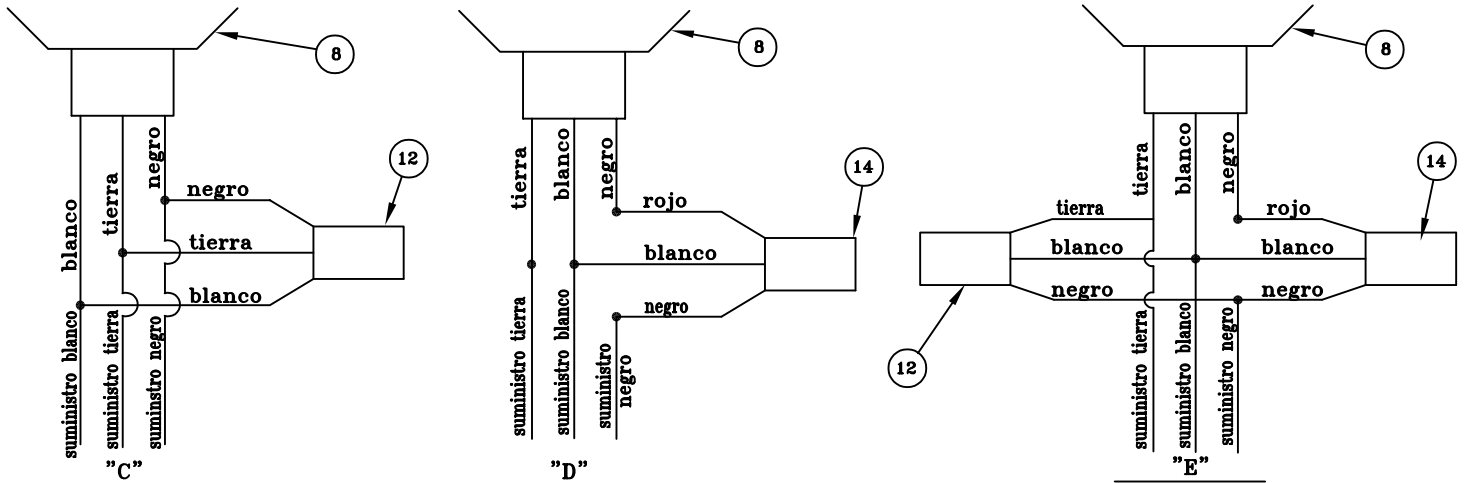 8
blanco
tierra
negro
12
negro
tierra
blanco
suministro blanco
suministro tierra
suminstro negro
"C"
8
tierra
blanco
negro
14
rojo
blanco
negro
suministro tierra
suministro blanco
suministro
negro
"D"
8
tierra
blanco
negro
14
tierra
rojo
blanco
blanco
negro
negro
12
suministro tierra
suministro blanco
suministro negro
"E"